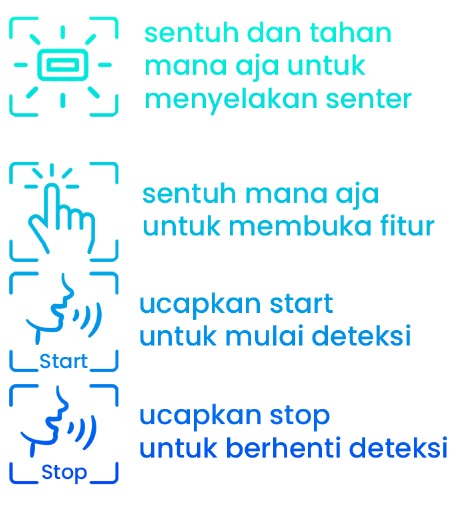 sentuh dan tahan
mana aja untuk
menyelakan senter
sentuh mana aja
untuk membuka fitur
ucapkan start
untuk mulai deteksi
Start
ucapkan stop
untuk berhenti deteksi
Stop